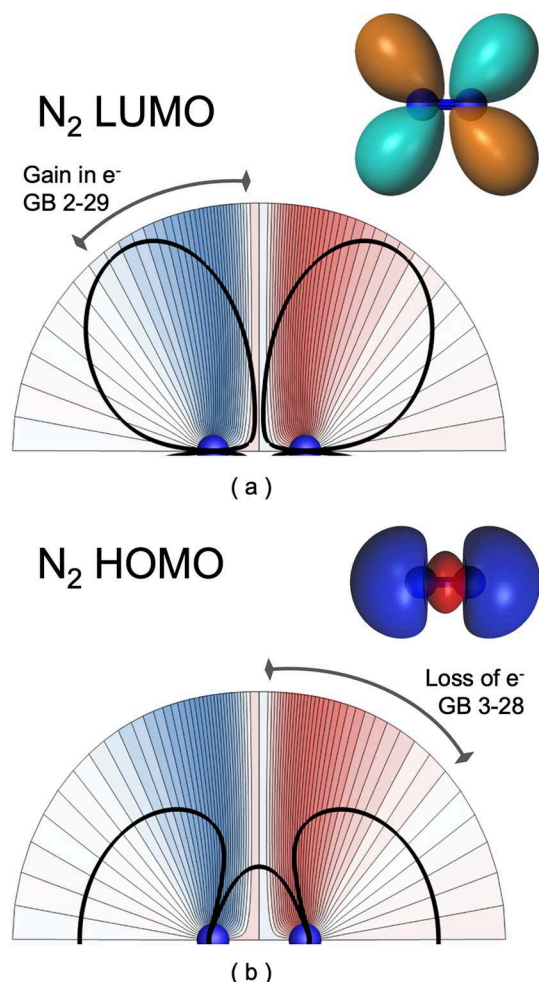 N₂ LUMO
Gain in e⁻
GB 2-29
( a )
N₂ HOMO
Loss of e⁻
GB 3-28
( b )